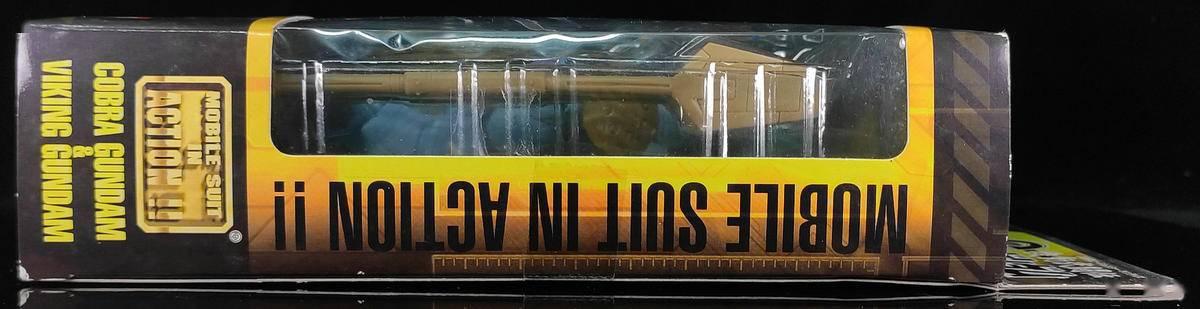 COBRA GUNDAM
&
VIKING GUNDAM
MOBILE SUIT
IN
ACTION !!!
®
MOBILE SUIT IN ACTION !!